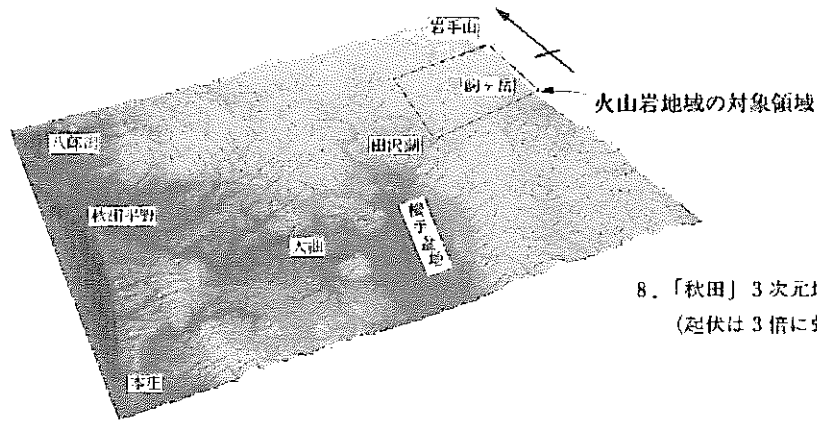 岩手山
駒ヶ岳
火山岩地域の対象領域
八郎潟
田沢湖
秋田平野
横手盆地
大曲
8.「秋田」3次元
(起伏は3倍に
本荘